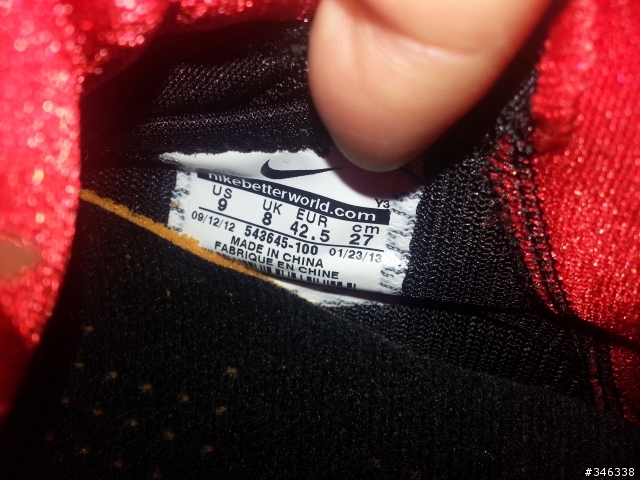 Y3
nikebetterworld.com
US UK EUR cm
9 8 42.5 27
09/12/12 543645-100 01/23/13
MADE IN CHINA
FABRIQUE EN CHINE
#346338